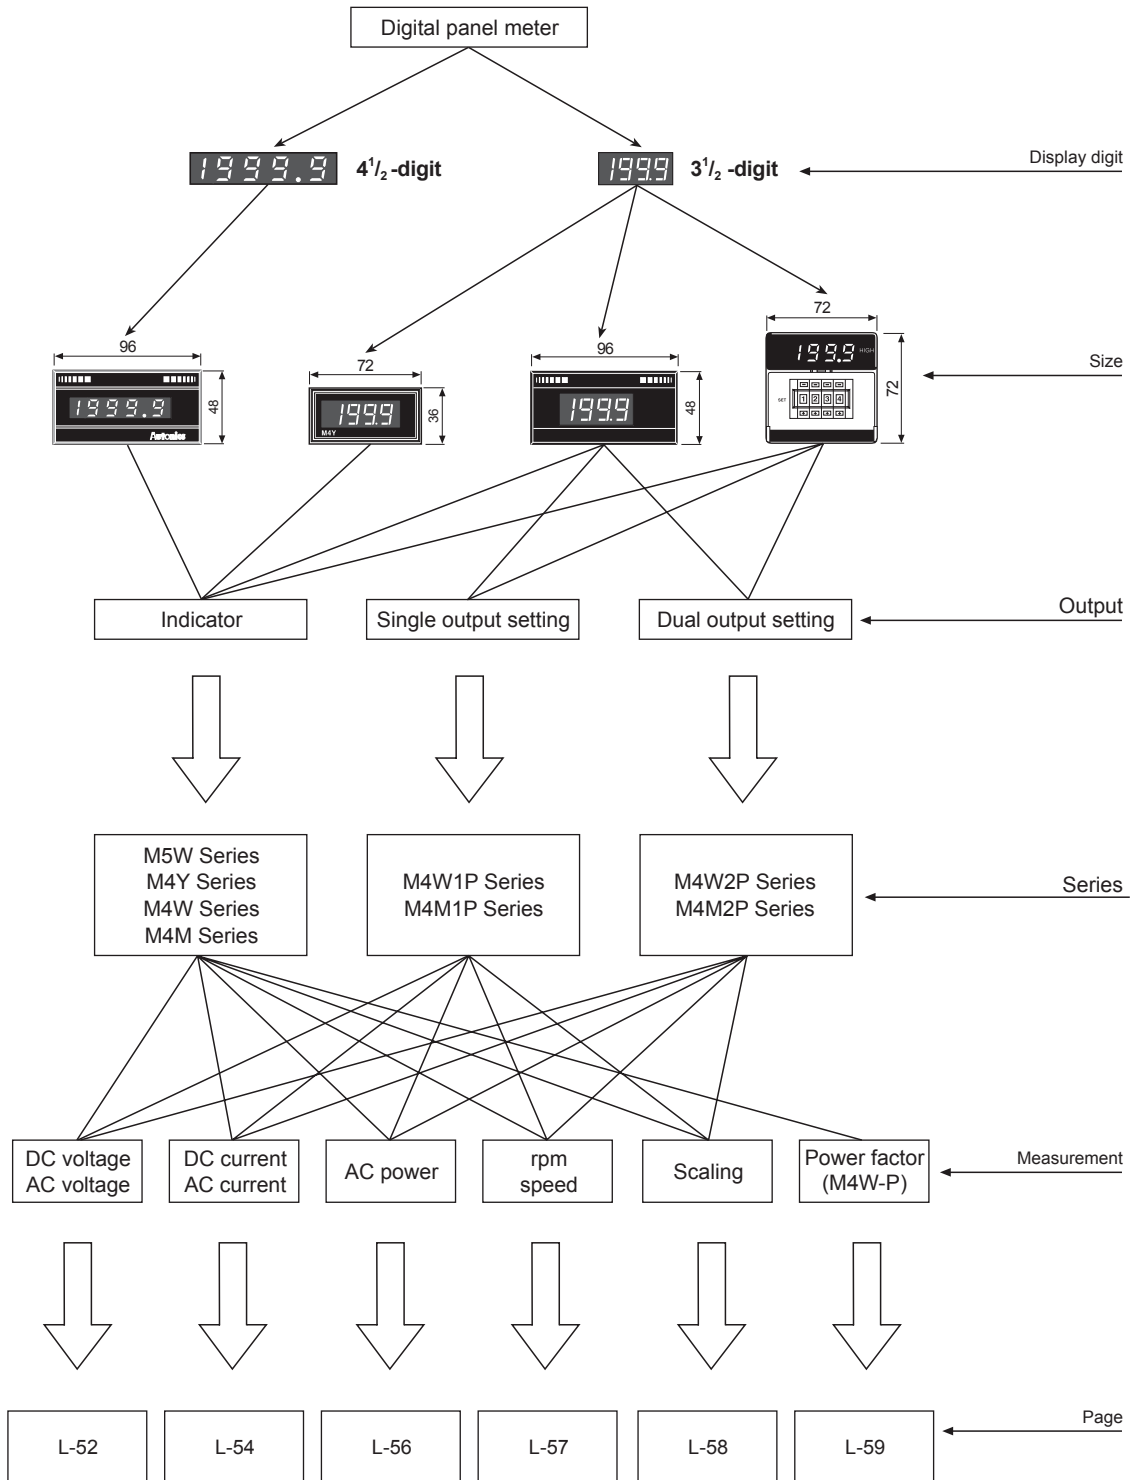 Digital panel meter
1999.9
4 1/2 -digit
199.9
3 1/2 -digit
Display digit
96
48
1999.9
Autonics
72
36
199.9
M4Y
96
48
199.9
72
72
199.9 HIGH
SET 1 2 3 4
Size
Indicator
Single output setting
Dual output setting
Output
M5W Series
M4Y Series
M4W Series
M4M Series
M4W1P Series
M4M1P Series
M4W2P Series
M4M2P Series
Series
DC voltage
AC voltage
DC current
AC current
AC power
rpm
speed
Scaling
Power factor
(M4W-P)
Measurement
L-52
L-54
L-56
L-57
L-58
L-59
Page